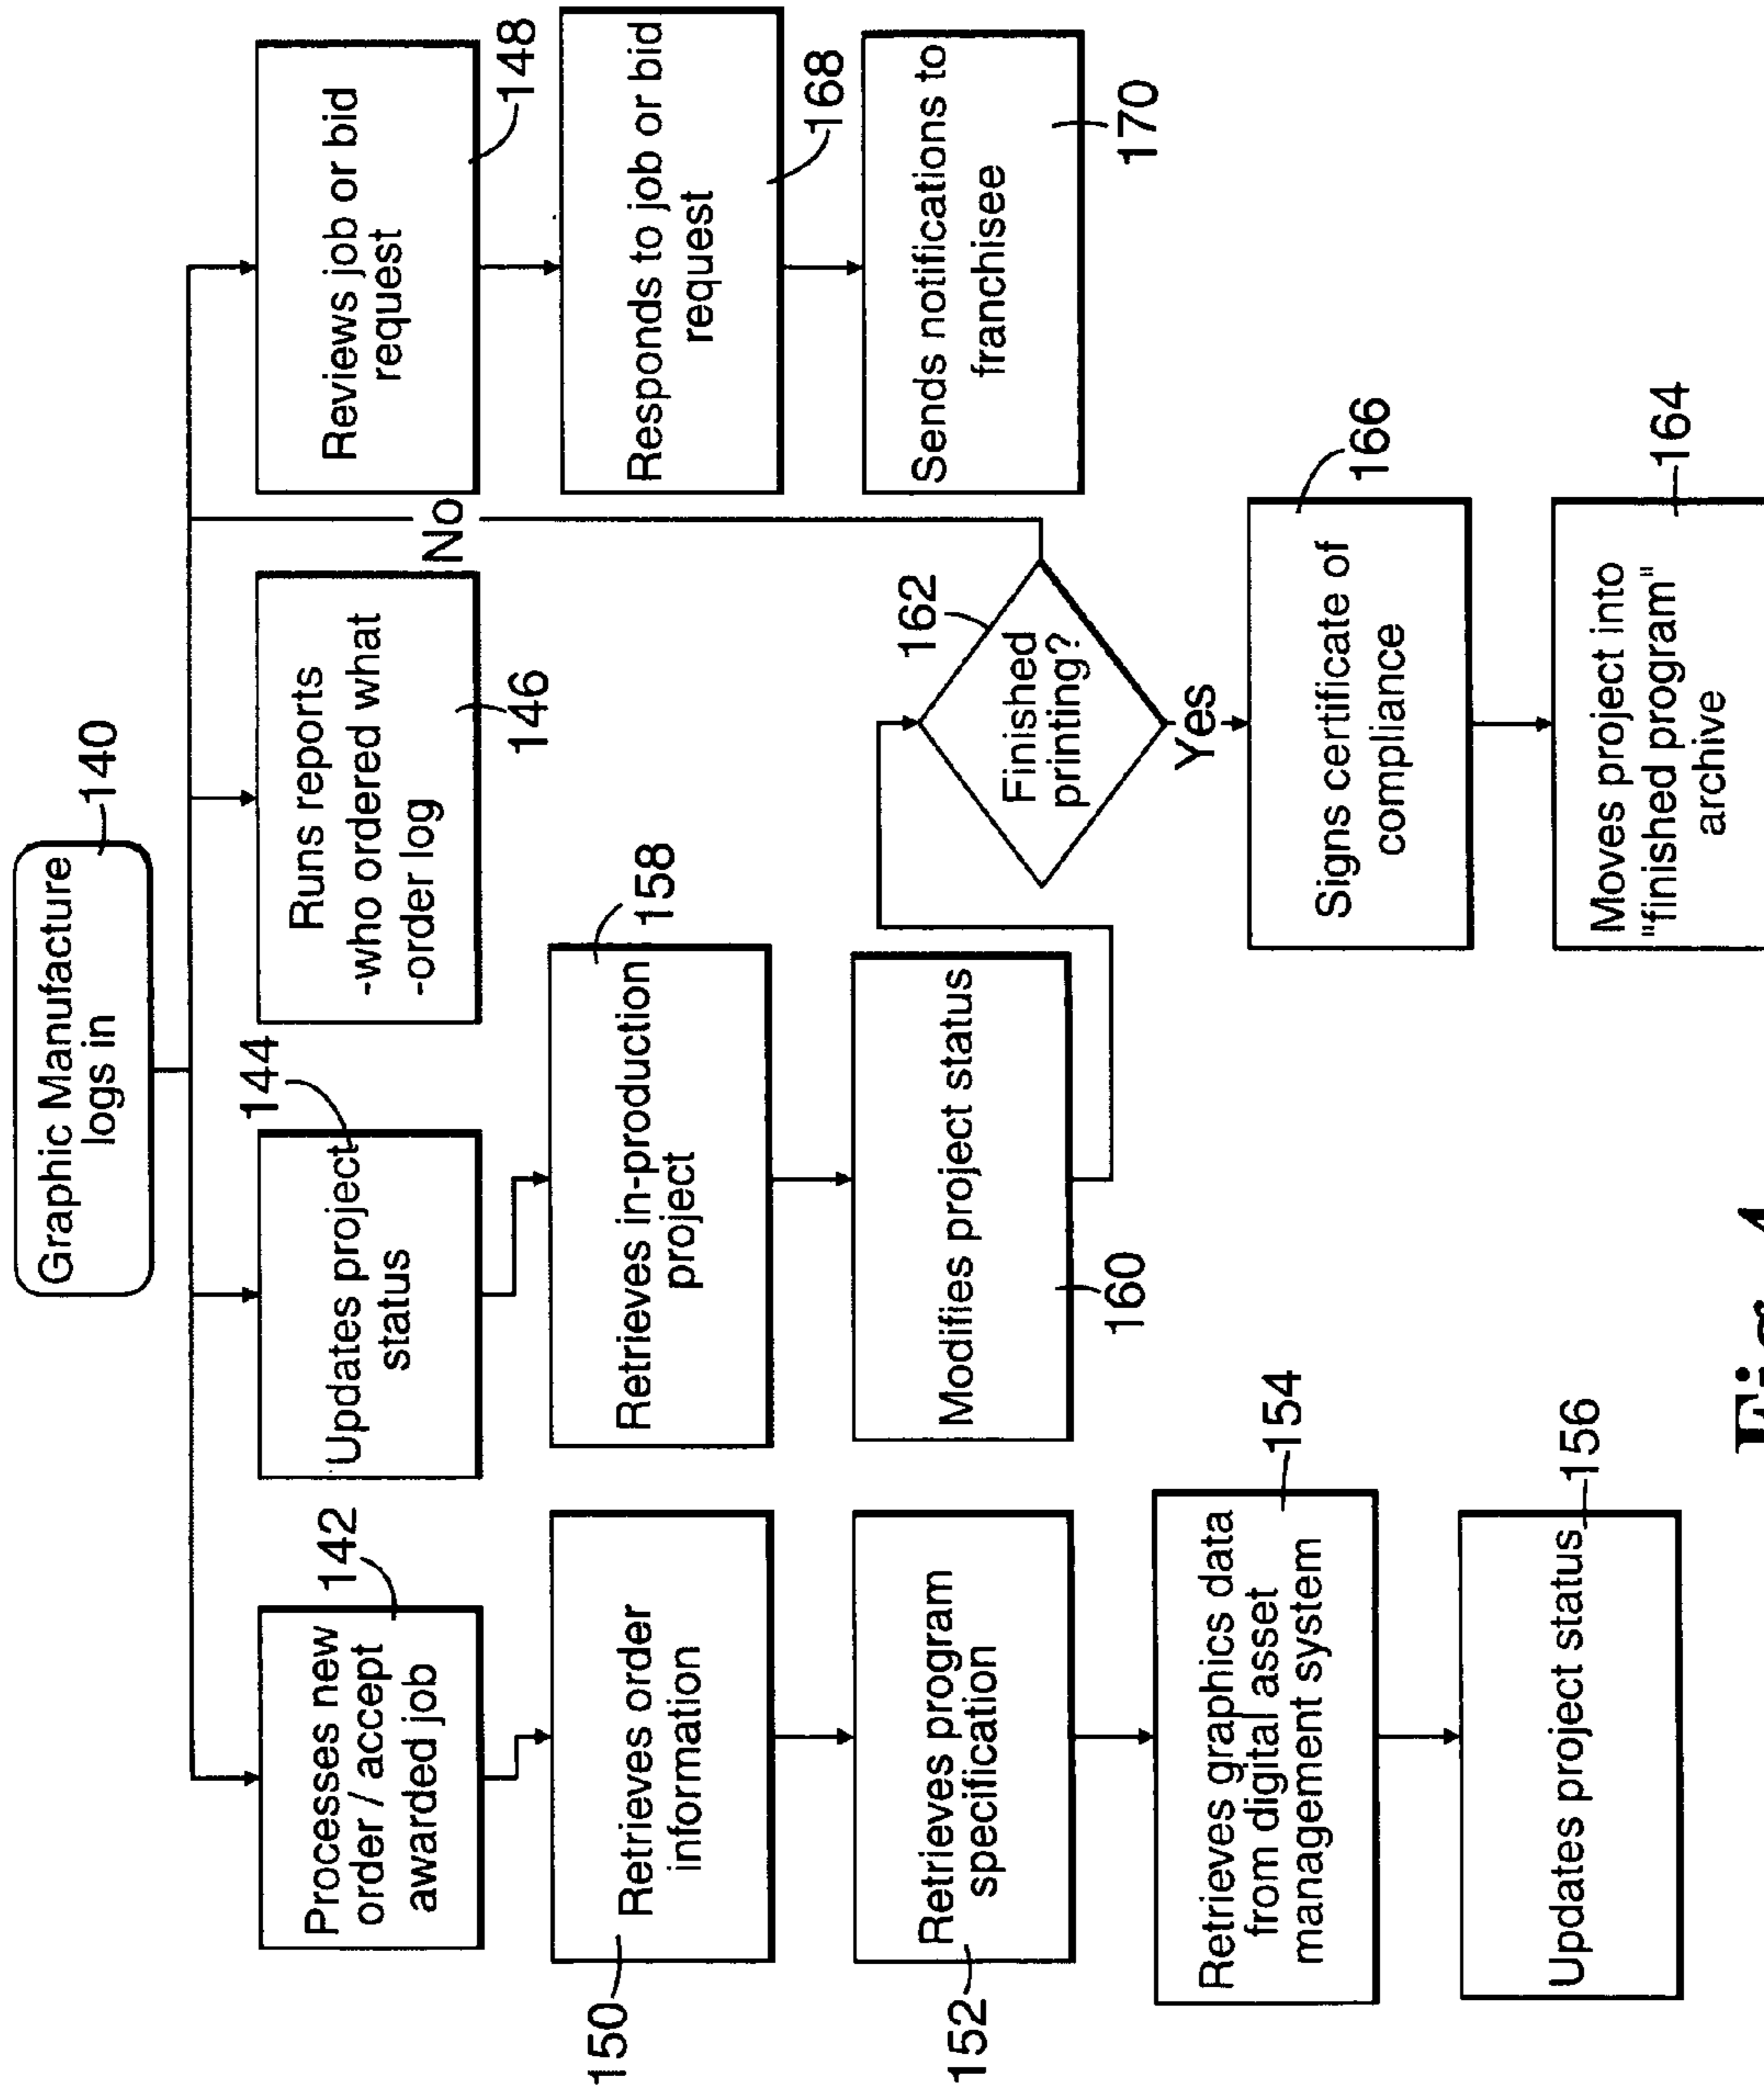 Graphic Manufacture
logs in
140
Processes new
order / accept
awarded job
142
Updates project
status
144
Runs reports
-who ordered what
-order log
146
Reviews job or bid
request
148
No
Retrieves order
information
150
Retrieves in-production
project
158
Responds to job or bid
request
168
Retrieves program
specification
152
Modifies project status
160
Finished
printing?
162
Yes
Sends notifications to
franchisee
170
Retrieves graphics data
from digital asset
management system
154
Signs certificate of
compliance
166
Updates project status
156
Moves project into
"finished program"
archive
164
Fig. 4